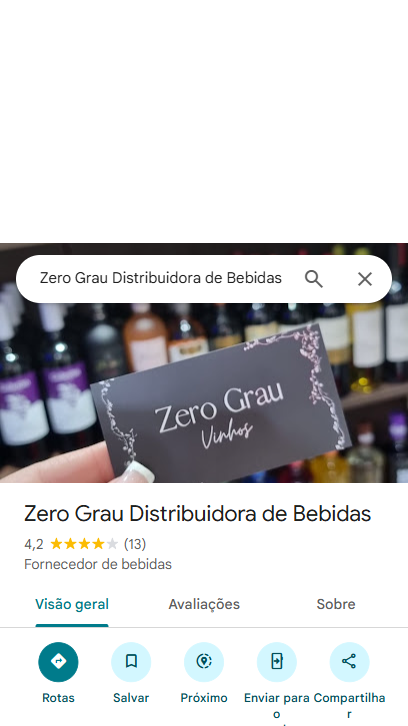 Zero Grau Distribuidora de Bebidas
Zero Grau
Vinhos
Zero Grau Distribuidora de Bebidas
4,2 (13)
Fornecedor de bebidas
Visão geral Avaliações Sobre
Rotas Salvar Próximo Enviar para o Compartilhar